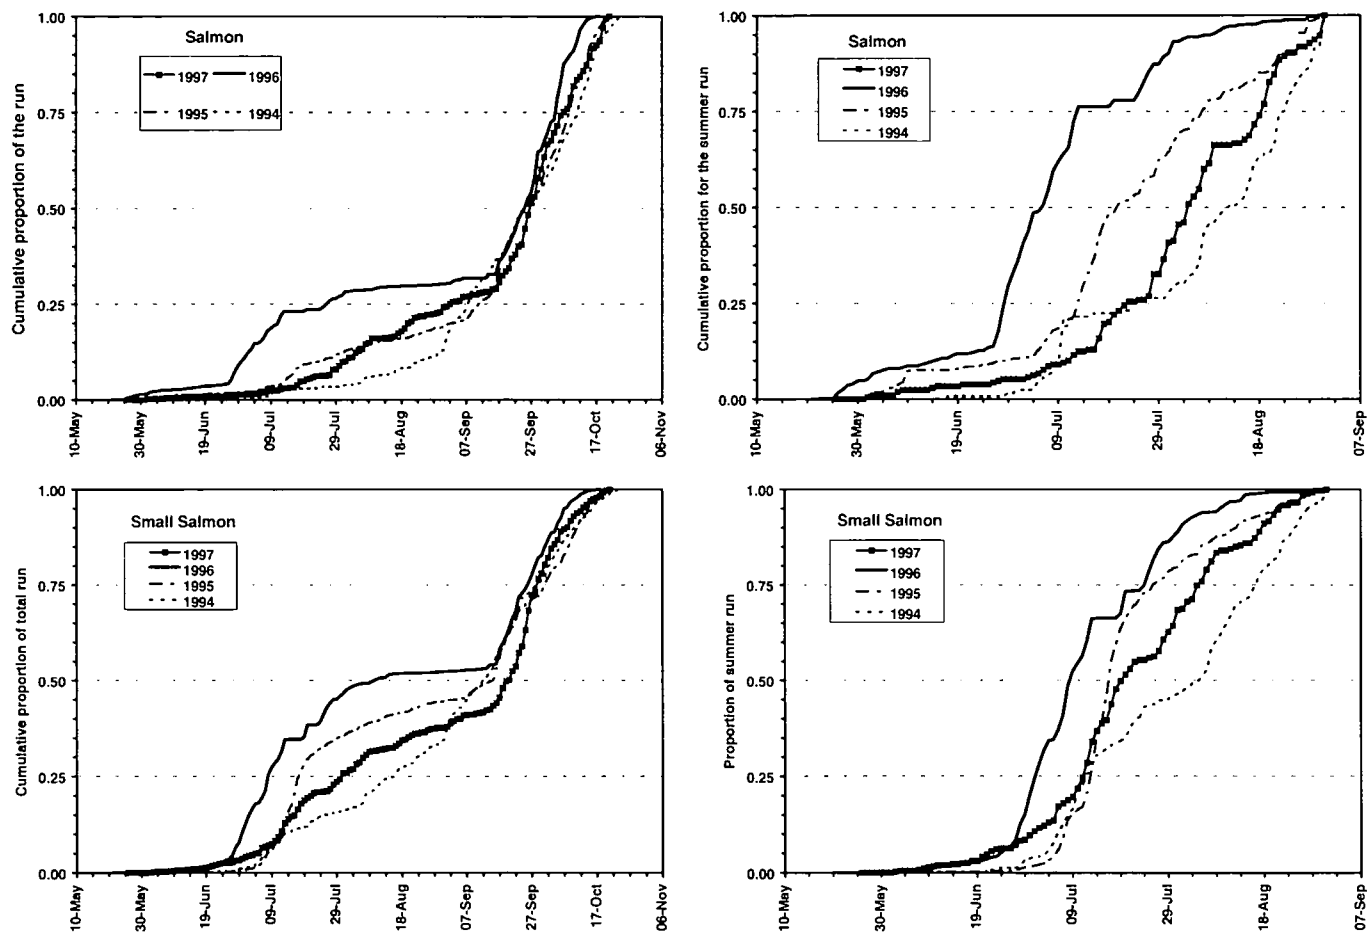 Salmon
1997 1996
1995 1994
Cumulative proportion of the run
1.00
0.75
0.50
0.25
0.00
10-May 30-May 19-Jun 09-Jul 29-Jul 18-Aug 07-Sep 27-Sep 17-Oct 06-Nov
Salmon
1997
1996
1995
1994
Cumulative proportion for the summer run
1.00
0.75
0.50
0.25
0.00
10-May 30-May 19-Jun 09-Jul 29-Jul 18-Aug 07-Sep
Small Salmon
1997
1996
1995
1994
Cumulative proportion of total run
1.00
0.75
0.50
0.25
0.00
10-May 30-May 19-Jun 09-Jul 29-Jul 18-Aug 07-Sep 27-Sep 17-Oct 06-Nov
Small Salmon
1997
1996
1995
1994
Proportion of summer run
1.00
0.75
0.50
0.25
0.00
10-May 30-May 19-Jun 09-Jul 29-Jul 18-Aug 07-Sep